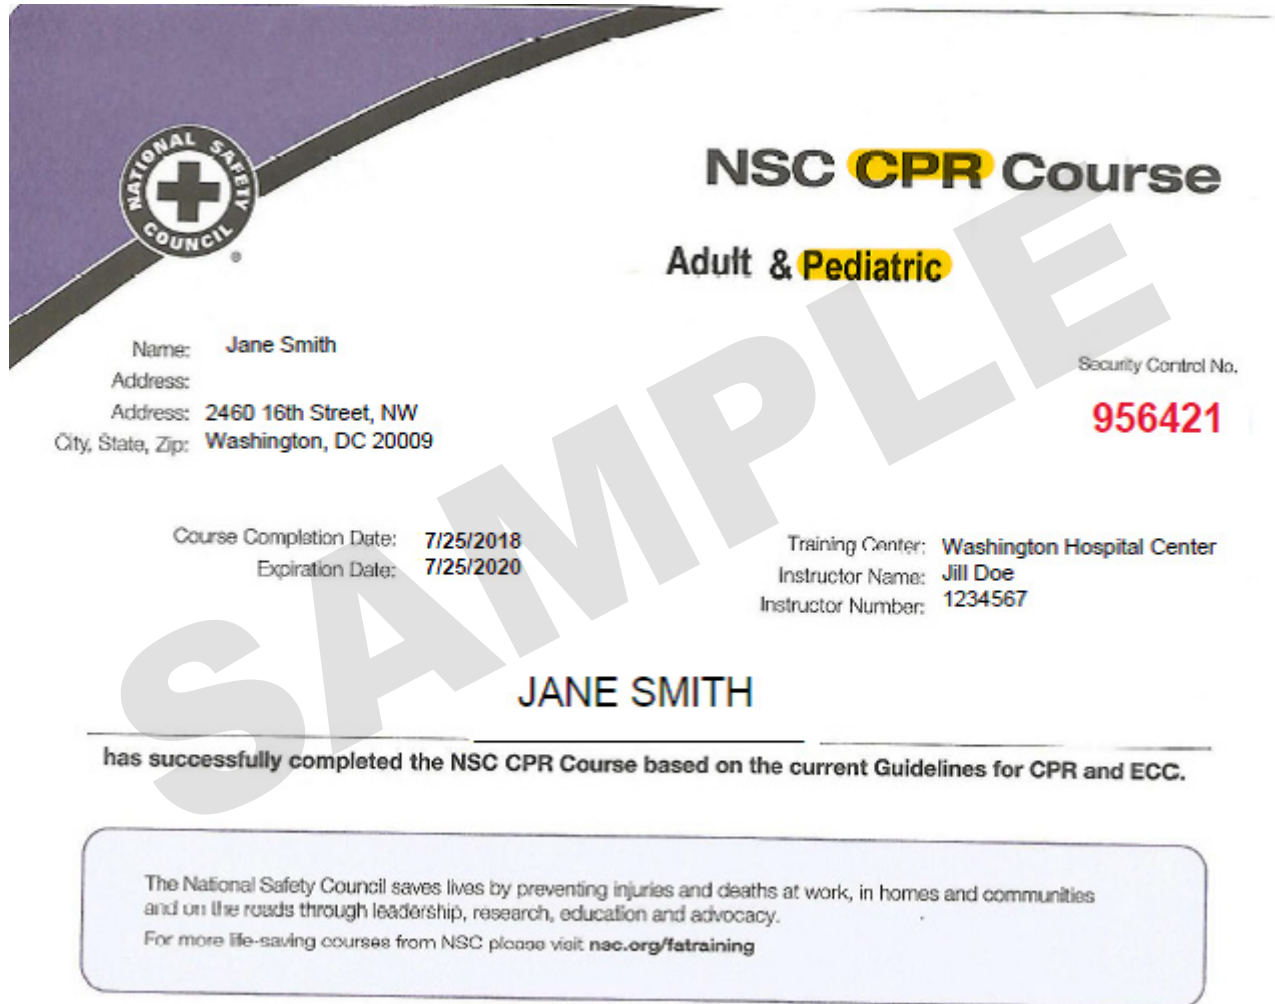 NATIONAL SAFETY COUNCIL
®
NSC CPR Course
Adult & Pediatric
Name: Jane Smith
Address:
Address: 2460 16th Street, NW
City, State, Zip: Washington, DC 20009
Security Control No.
956421
Course Completion Date: 7/25/2018
Expiration Date: 7/25/2020
Training Center: Washington Hospital Center
Instructor Name: Jill Doe
Instructor Number: 1234567
SAMPLE
JANE SMITH
has successfully completed the NSC CPR Course based on the current Guidelines for CPR and ECC.
The National Safety Council saves lives by preventing injuries and deaths at work, in homes and communities
and on the roads through leadership, research, education and advocacy.
For more life-saving courses from NSC please visit nsc.org/fatraining